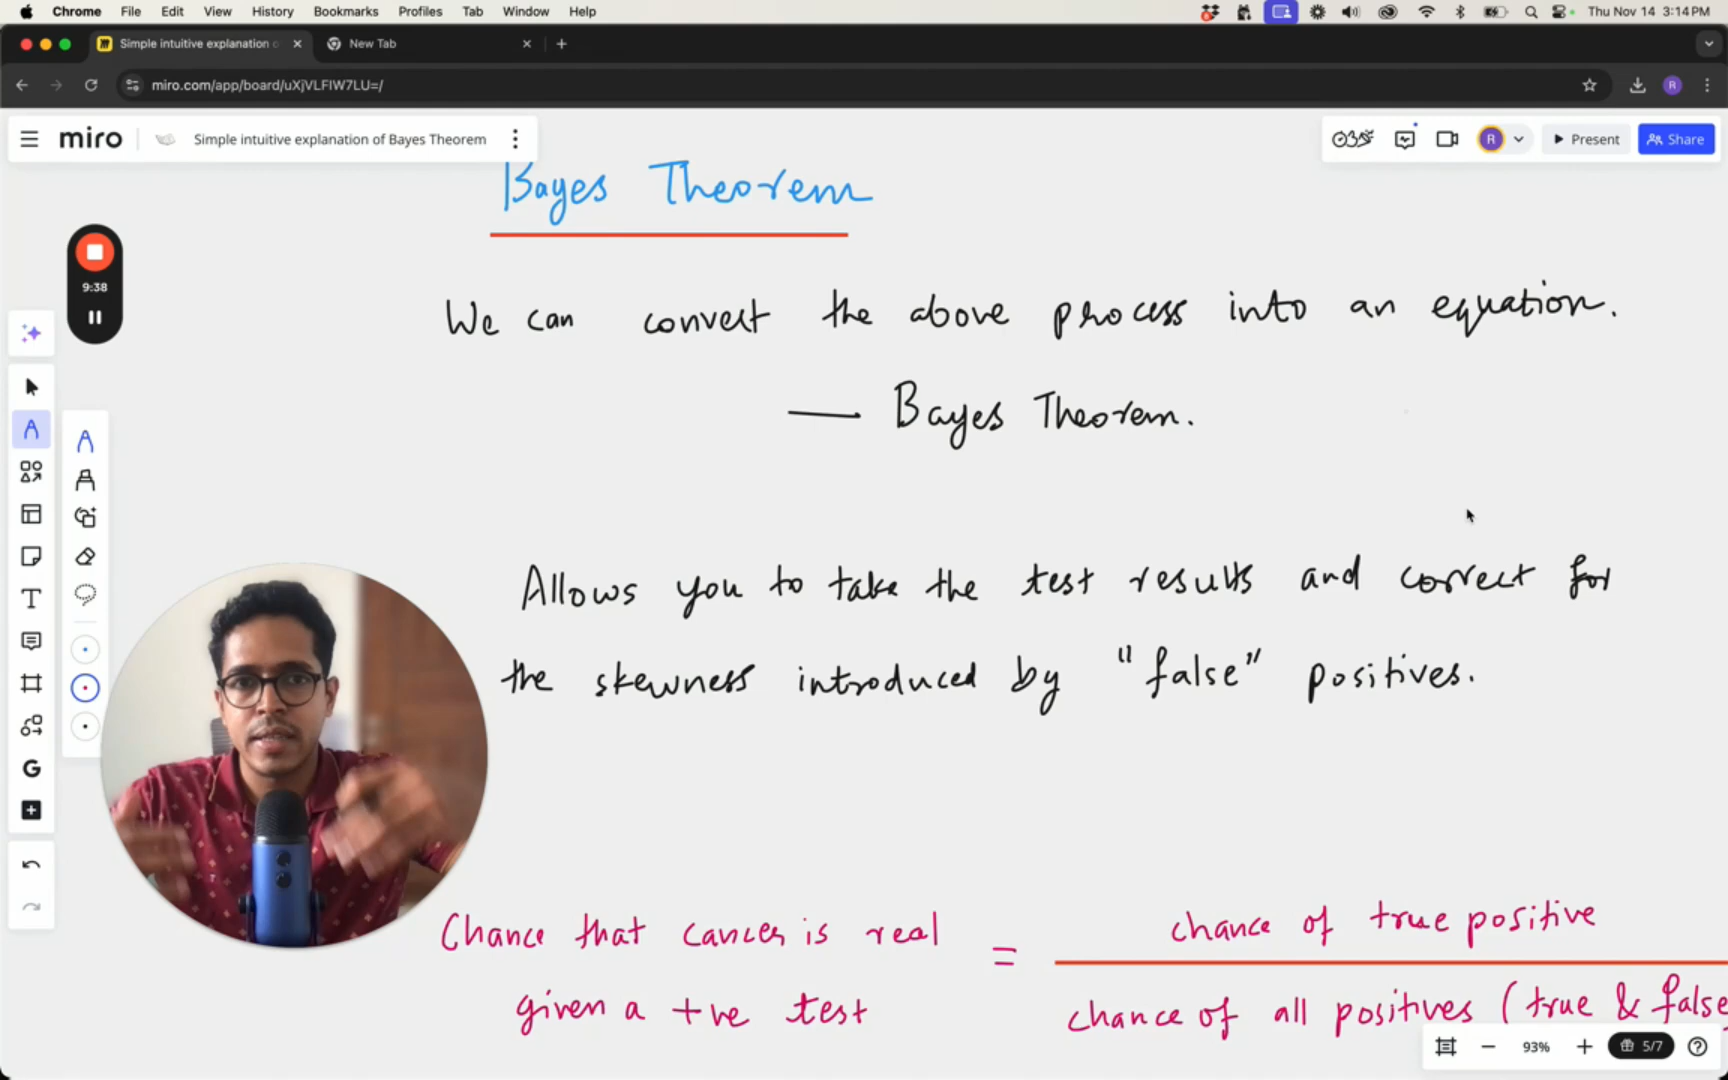 Chrome File Edit View History Bookmarks Profiles Tab Window Help Thu Nov 14 3:14 PM
Simple intuitive explanation o New Tab
miro.com/app/board/uXjVLFIW7LU=/ R
miro Simple intuitive explanation of Bayes Theorem R Present Share
Bayes Theorem
9:38
We can convert the above process into an equation.
— Bayes Theorem.
Allows you to take the test results and correct for
the skewness introduced by "false" positives.
Chance that cancer is real
given a +ve test
=
chance of true positive
chance of all positives (true & false
93% 5/7